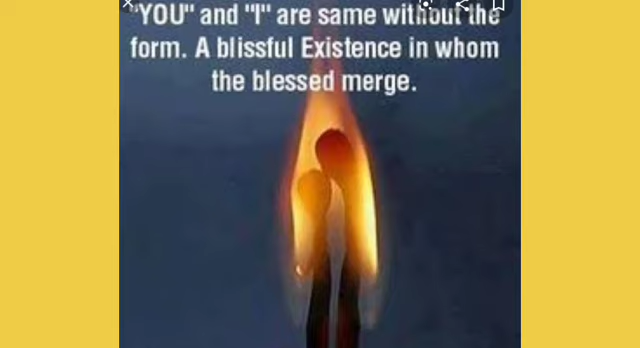 "YOU" and "I" are same without the
form. A blissful Existence in whom
the blessed merge.